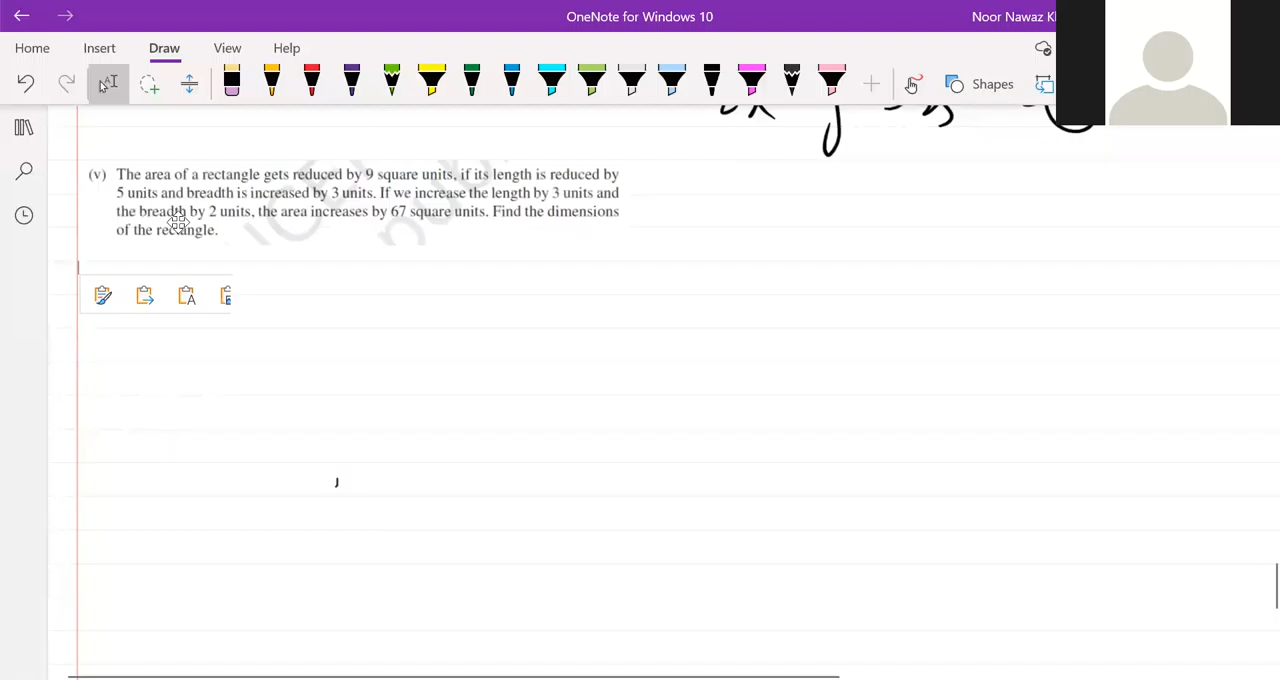 OneNote for Windows 10
Noor Nawaz
Home Insert Draw View Help
Shapes
(v) The area of a rectangle gets reduced by 9 square units, if its length is reduced by
5 units and breadth is increased by 3 units. If we increase the length by 3 units and
the breadth by 2 units, the area increases by 67 square units. Find the dimensions
of the rectangle.